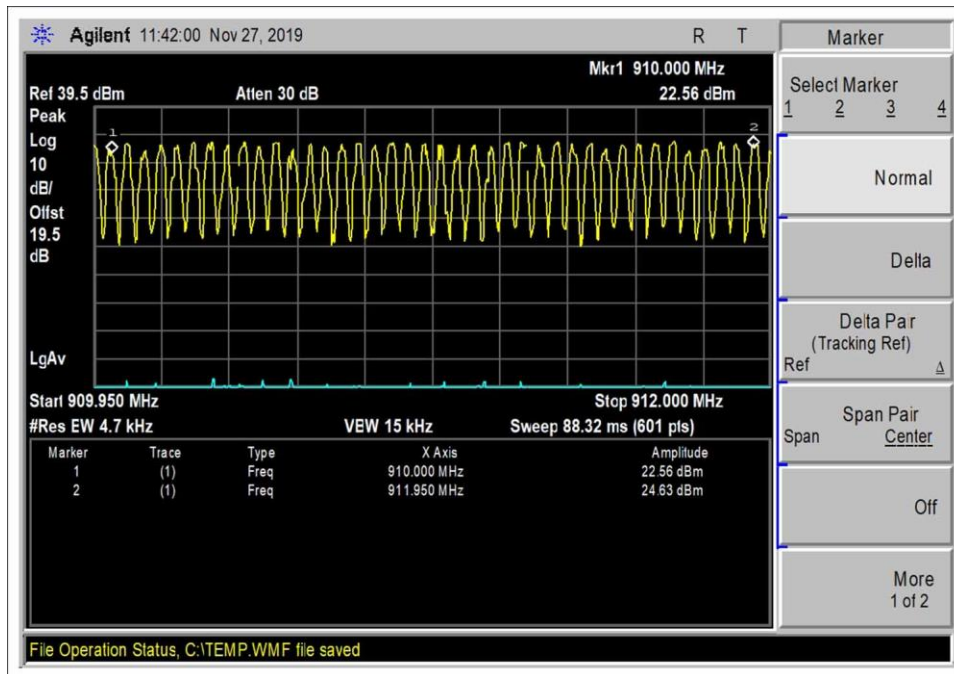 Agilent 11:42:00 Nov 27, 2019
R T
Mkr1 910.000 MHz
Ref 39.5 dBm Atten 30 dB 22.56 dBm
Peak
Log
10
dB/
Offst
19.5
dB
LgAv
1
2
Start 909.950 MHz Stop 912.000 MHz
#Res EW 4.7 kHz VEW 15 kHz Sweep 88.32 ms (601 pts)
Marker Trace Type X Axis Amplitude
1 (1) Freq 910.000 MHz 22.56 dBm
2 (1) Freq 911.950 MHz 24.63 dBm
File Operation Status, C:\TEMP.WMF file saved
Marker
Select Marker
1 2 3 4
Normal
Delta
Delta Pair
(Tracking Ref)
Ref Δ
Span Pair
Span Center
Off
More
1 of 2